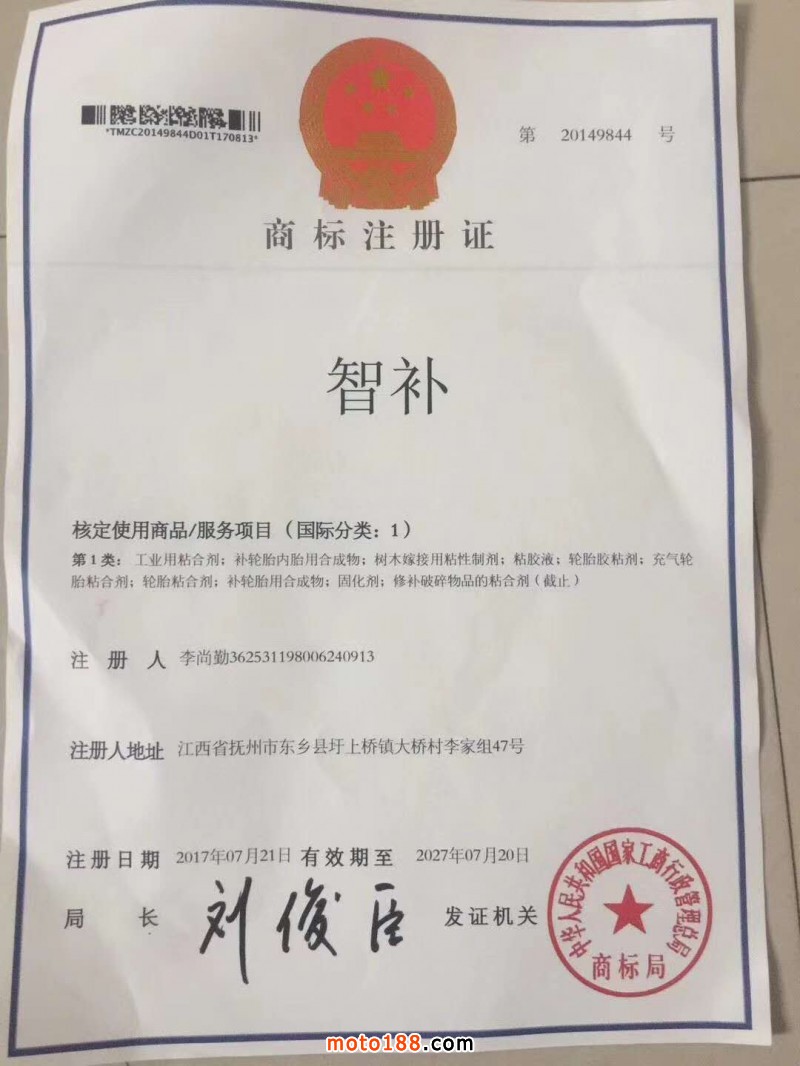 *TMZC20149844D01T170813*
第 20149844 号
商标注册证
智补
核定使用商品/服务项目（国际分类：1）
第1类：工业用粘合剂；补轮胎内胎用合成物；树木嫁接用粘性制剂；粘胶液；轮胎胶粘剂；充气轮
胎粘合剂；轮胎粘合剂；补轮胎用合成物；固化剂；修补破碎物品的粘合剂（截止）
注册人 李尚勤362531198006240913
注册人地址 江西省抚州市东乡县圩上桥镇大桥村李家组47号
注册日期 2017年07月21日 有效期至 2027年07月20日
局长 刘俊臣 发证机关
中华人民共和国国家工商行政管理总局
商标局
moto188.com